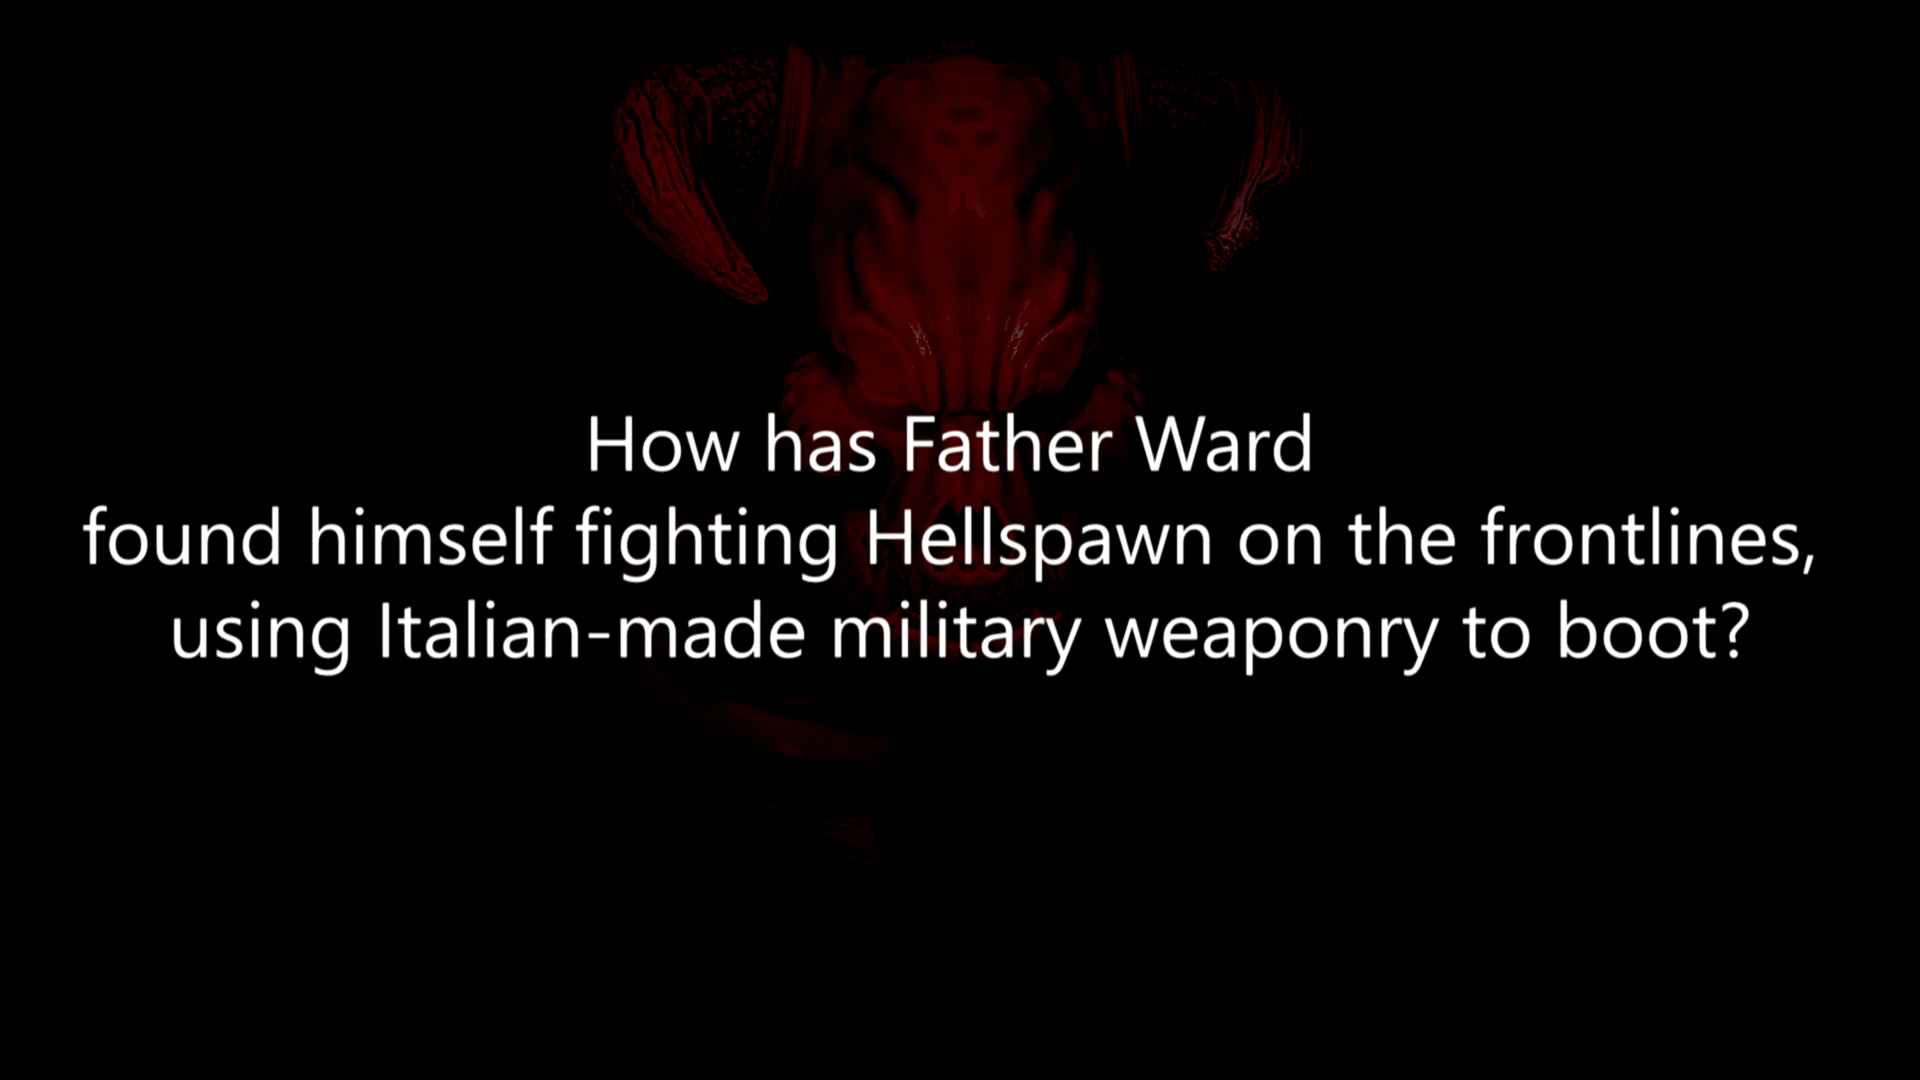 How has Father Ward
found himself fighting Hellspawn on the frontlines,
using Italian-made military weaponry to boot?